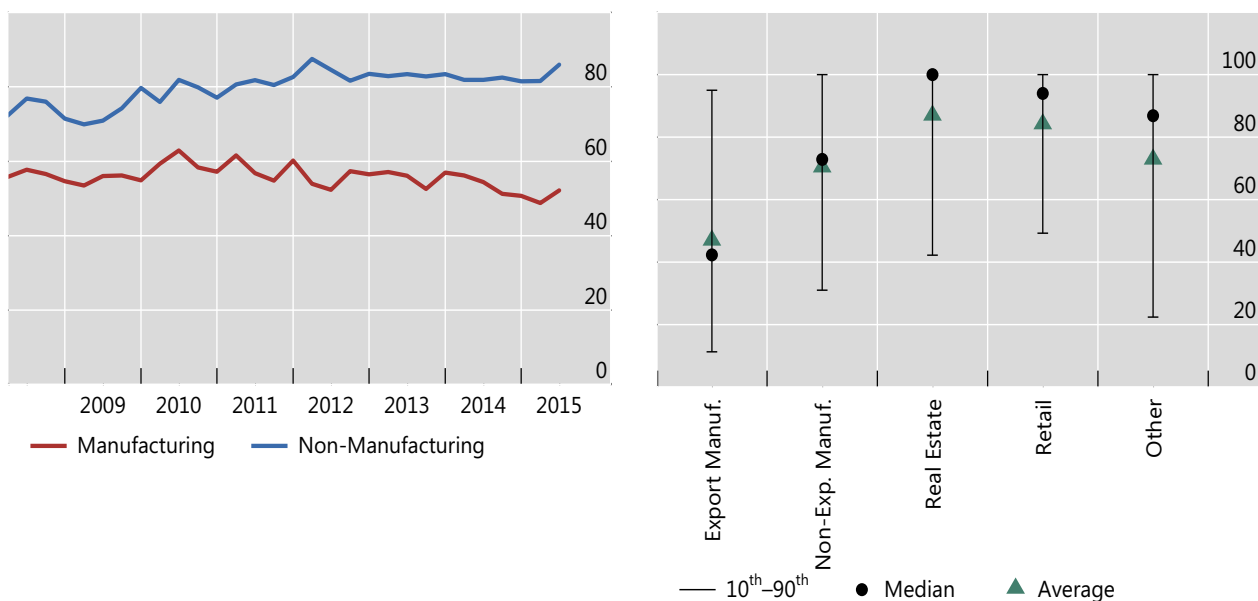 80
60
40
20
0
2009 2010 2011 2012 2013 2014 2015
Manufacturing Non-Manufacturing
100
80
60
40
20
0
Export Manuf.
Non-Exp. Manuf.
Real Estate
Retail
Other
10th–90th Median Average